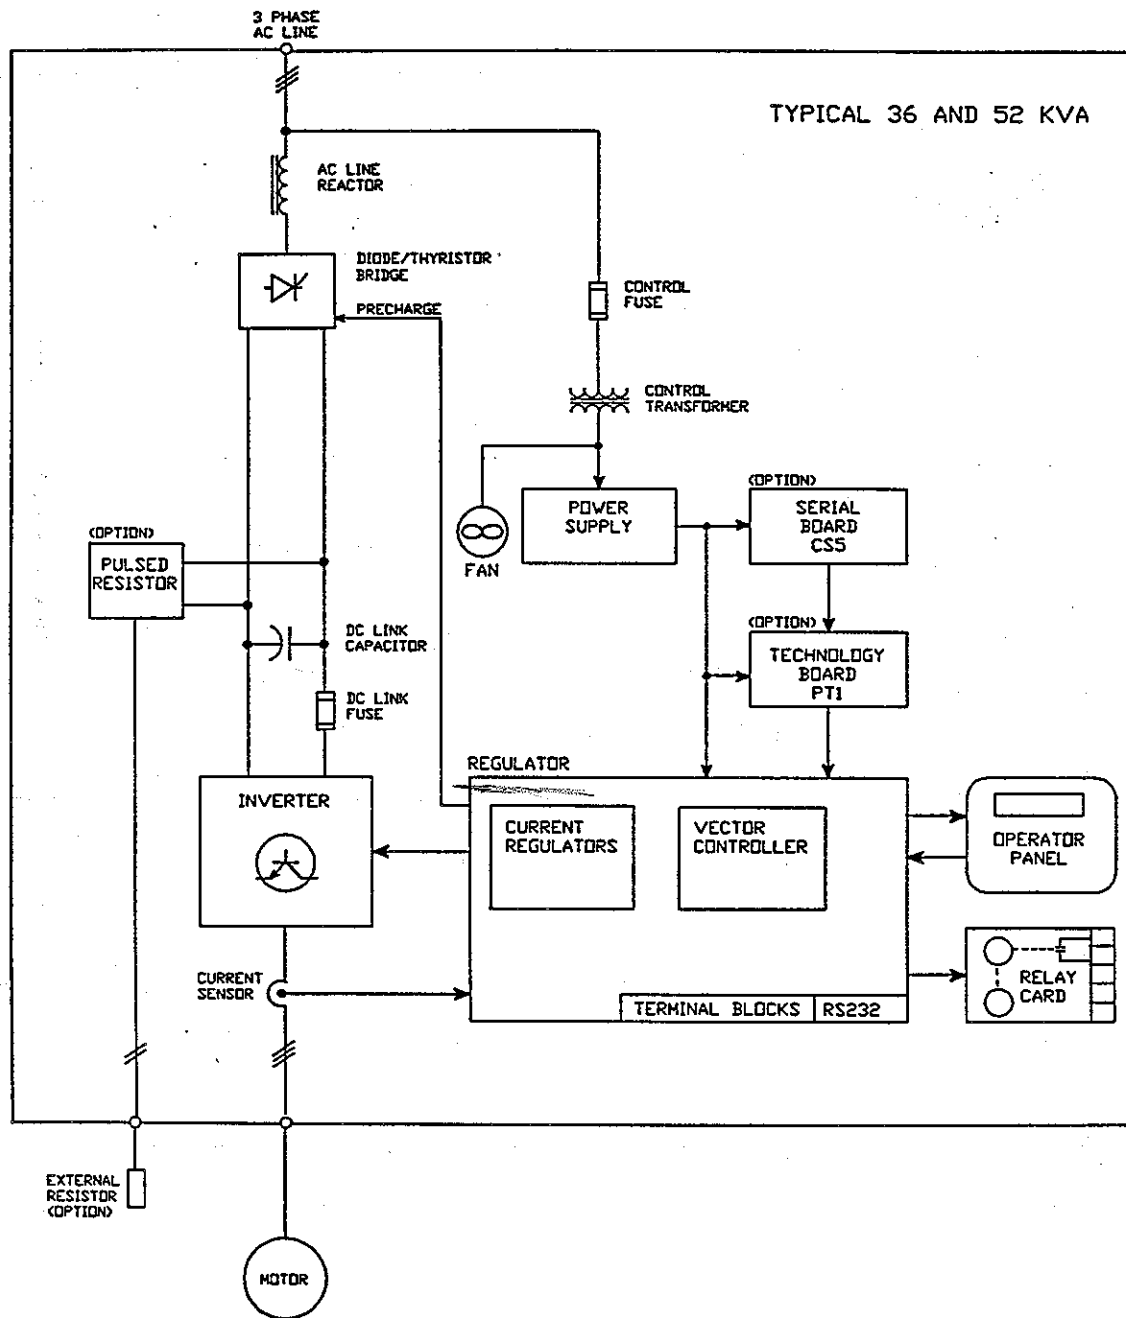 3 PHASE
AC LINE
TYPICAL 36 AND 52 KVA
AC LINE
REACTOR
DIODE/THYRISTOR
BRIDGE
PRECHARGE
CONTROL
FUSE
CONTROL
TRANSFORMER
(OPTION)
POWER
SUPPLY
SERIAL
BOARD
CS5
FAN
(OPTION)
PULSED
RESISTOR
DC LINK
CAPACITOR
(OPTION)
TECHNOLOGY
BOARD
PT1
DC LINK
FUSE
REGULATOR
INVERTER
CURRENT
REGULATORS
VECTOR
CONTROLLER
OPERATOR
PANEL
CURRENT
SENSOR
RELAY
CARD
TERMINAL BLOCKS
RS232
EXTERNAL
RESISTOR
(OPTION)
MOTOR